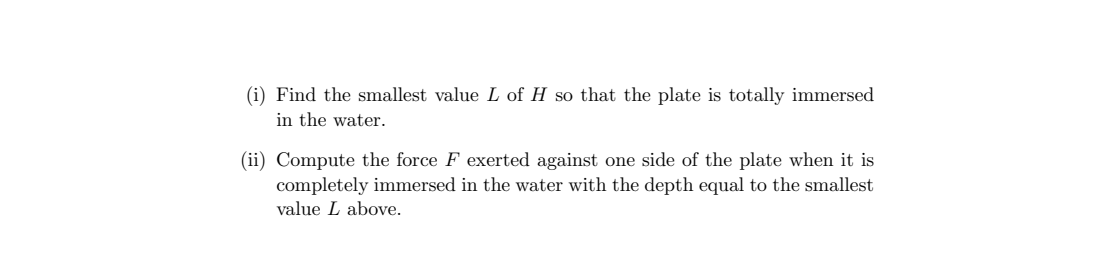 (i) Find the smallest value L of H so that the plate is totally immersed
in the water.
(ii) Compute the force F exerted against one side of the plate when it is
completely immersed in the water with the depth equal to the smallest
value L above.